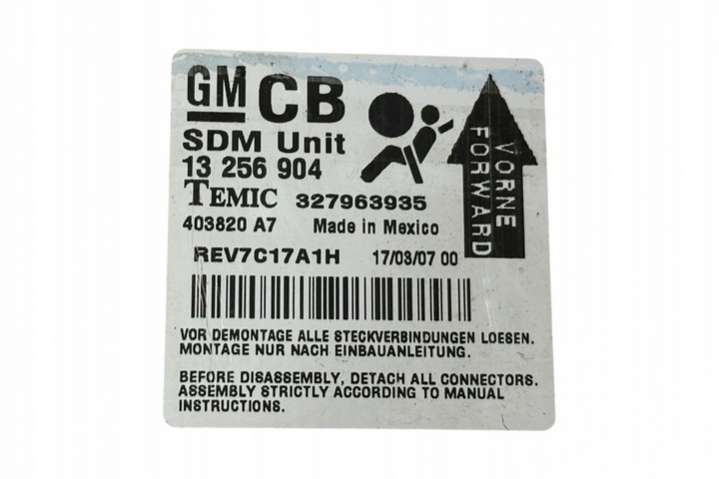 GM CB
SDM Unit
13 256 904
TEMIC 327963935
403820 A7 Made in Mexico
REV7C17A1H 17/03/07 00
VORNE
FORWARD
VOR DEMONTAGE ALLE STECKVERBINDUNGEN LOESEN.
MONTAGE NUR NACH EINBAUANLEITUNG.
BEFORE DISASSEMBLY, DETACH ALL CONNECTORS.
ASSEMBLY STRICTLY ACCORDING TO MANUAL
INSTRUCTIONS.